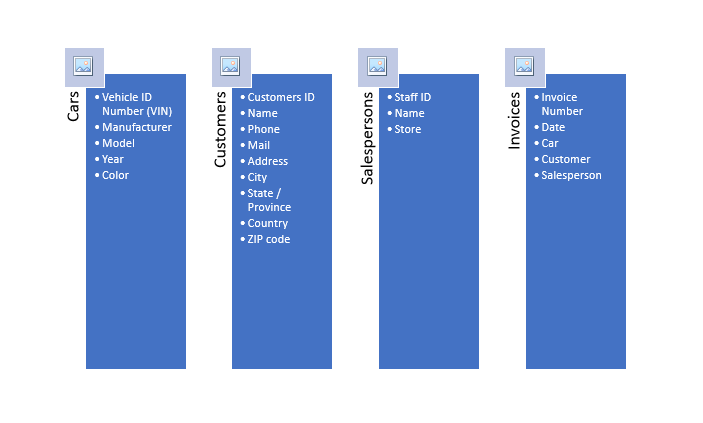 Cars
• Vehicle ID
Number (VIN)
• Manufacturer
• Model
• Year
• Color
Customers
• Customers ID
• Name
• Phone
• Mail
• Address
• City
• State /
Province
• Country
• ZIP code
Salespersons
• Staff ID
• Name
• Store
Invoices
• Invoice
Number
• Date
• Car
• Customer
• Salesperson